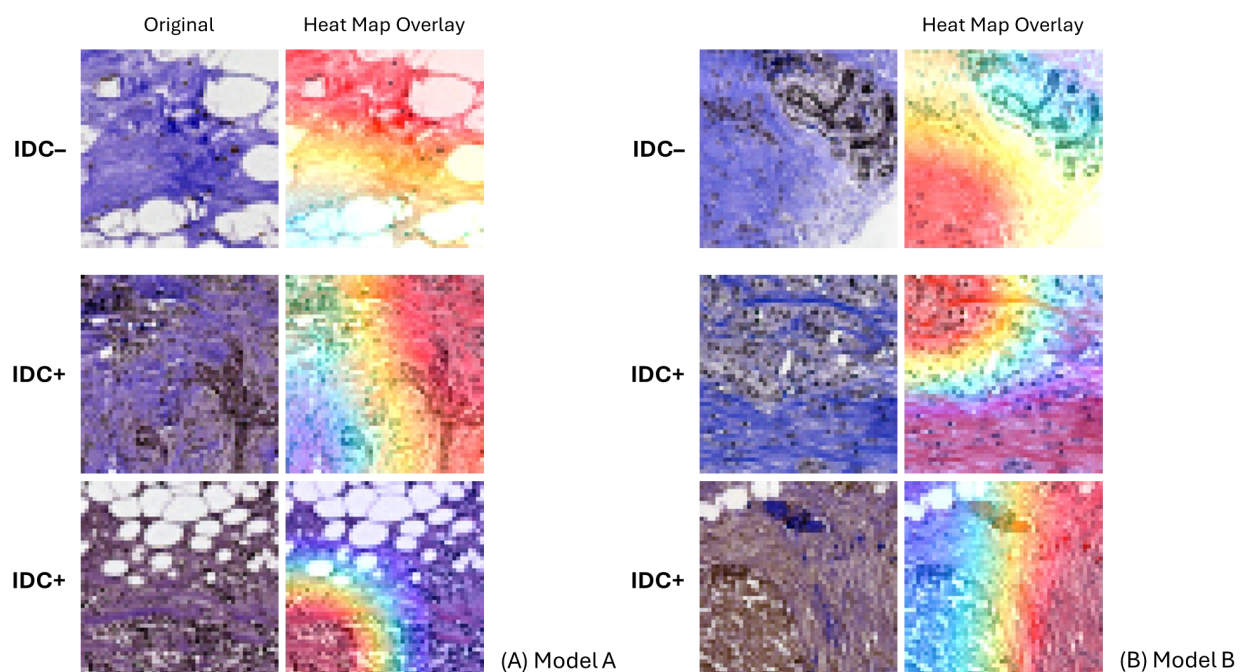 Original Heat Map Overlay Heat Map Overlay
IDC– IDC–
IDC+ IDC+
IDC+ IDC+
(A) Model A (B) Model B